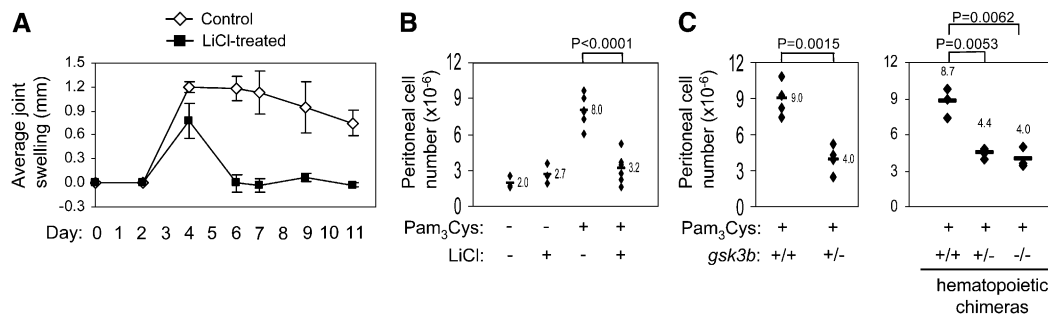 A
Control
LiCl-treated
Average joint
swelling (mm)
1.5
1.2
0.9
0.6
0.3
0.0
-0.3
Day: 0 1 2 3 4 5 6 7 8 9 10 11
B
Peritoneal cell
number (x10-6)
12
9
6
3
0
P<0.0001
2.0
2.7
8.0
3.2
Pam3Cys: - - + +
LiCl: - + - +
C
Peritoneal cell
number (x10-6)
12
9
6
3
0
P=0.0015
9.0
4.0
Pam3Cys: + +
gsk3b: +/+ +/-
P=0.0062
P=0.0053
12
9
6
3
0
8.7
4.4
4.0
+ + +
+/+ +/- -/-
hematopoietic
chimeras